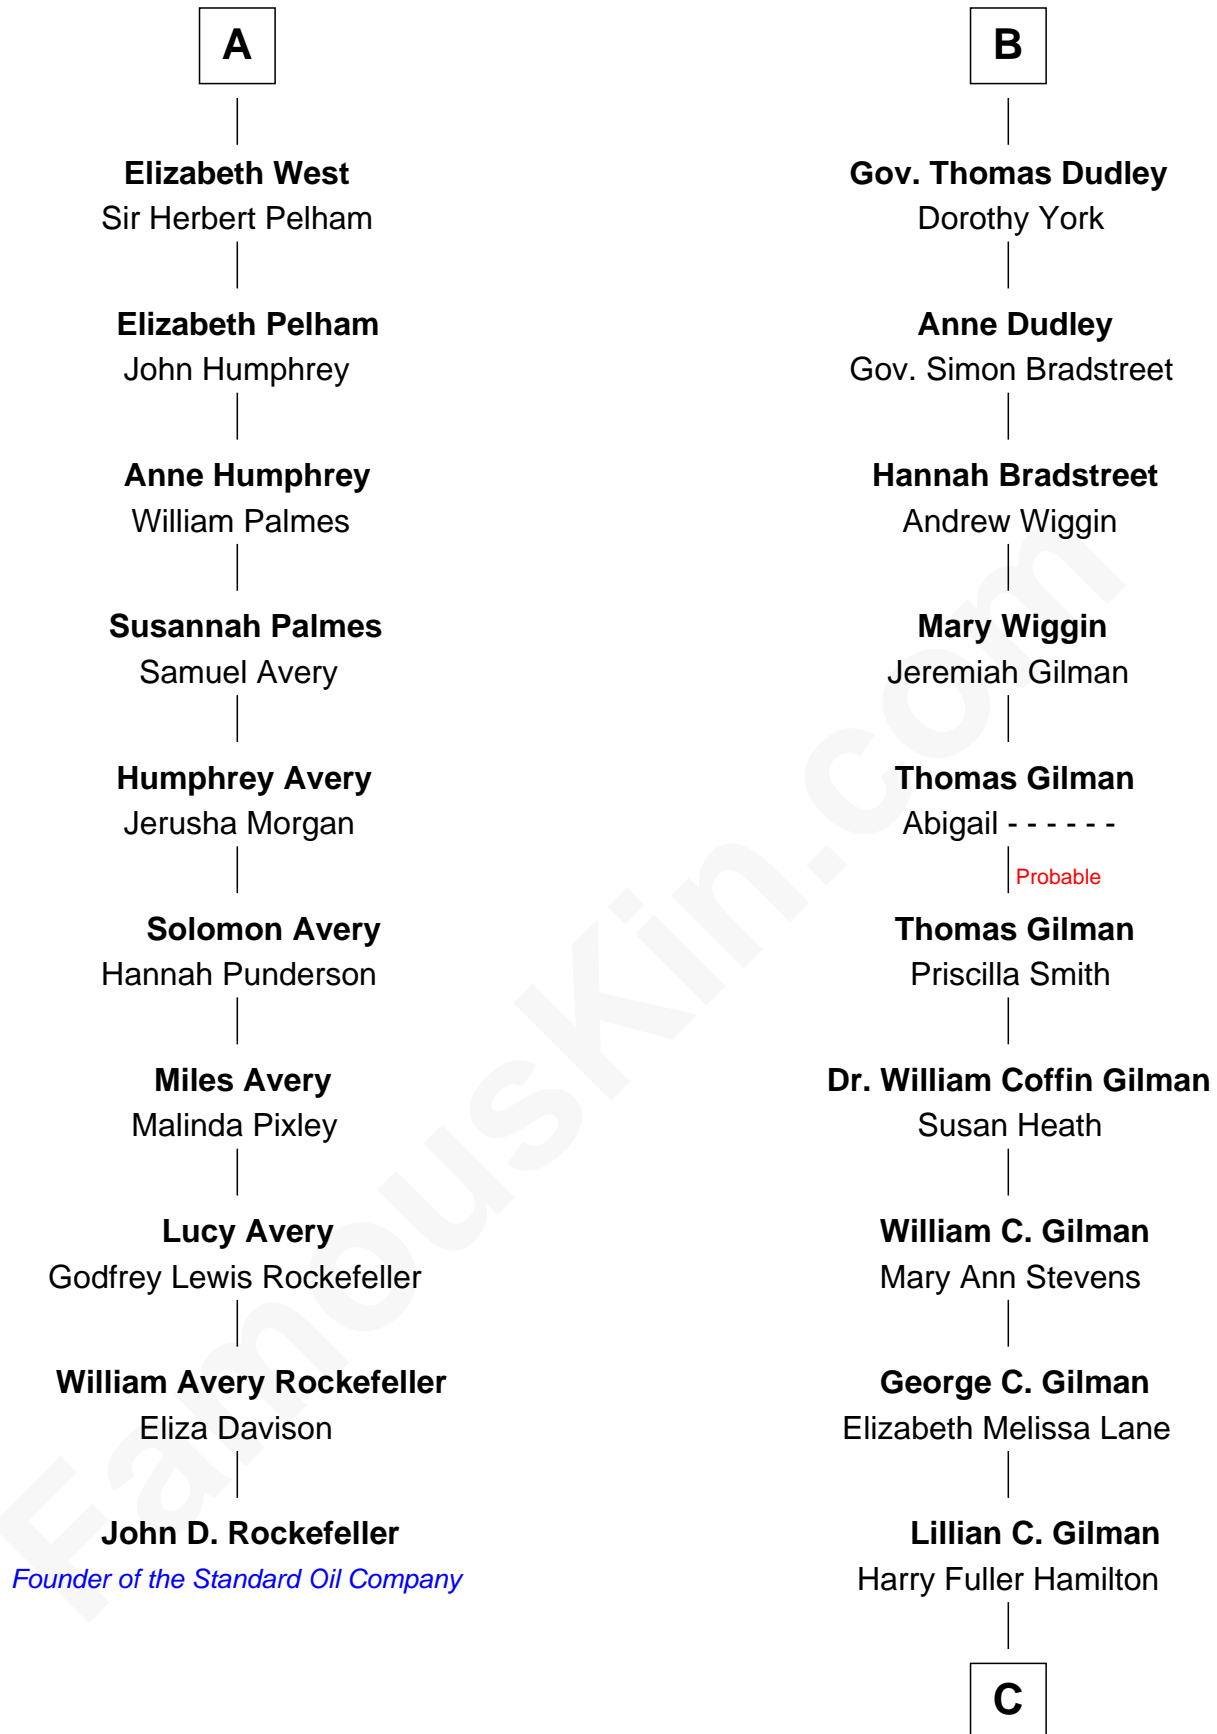 A
Elizabeth West
Sir Herbert Pelham
Elizabeth Pelham
John Humphrey
Anne Humphrey
William Palmes
Susannah Palmes
Samuel Avery
Humphrey Avery
Jerusha Morgan
Solomon Avery
Hannah Punderson
Miles Avery
Malinda Pixley
Lucy Avery
Godfrey Lewis Rockefeller
William Avery Rockefeller
Eliza Davison
John D. Rockefeller
Founder of the Standard Oil Company
B
Gov. Thomas Dudley
Dorothy York
Anne Dudley
Gov. Simon Bradstreet
Hannah Bradstreet
Andrew Wiggin
Mary Wiggin
Jeremiah Gilman
Thomas Gilman
Abigail - - - - - -
Probable
Thomas Gilman
Priscilla Smith
Dr. William Coffin Gilman
Susan Heath
William C. Gilman
Mary Ann Stevens
George C. Gilman
Elizabeth Melissa Lane
Lillian C. Gilman
Harry Fuller Hamilton
C
FamousKin.com